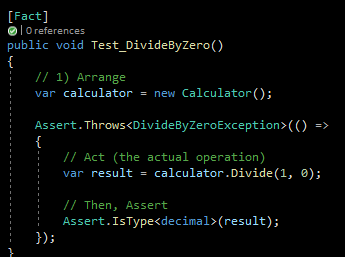 [Fact]
| 0 references
public void Test_DivideByZero()
{
// 1) Arrange
var calculator = new Calculator();
Assert.Throws<DivideByZeroException>(() =>
{
// Act (the actual operation)
var result = calculator.Divide(1, 0);
// Then, Assert
Assert.IsType<decimal>(result);
});
}